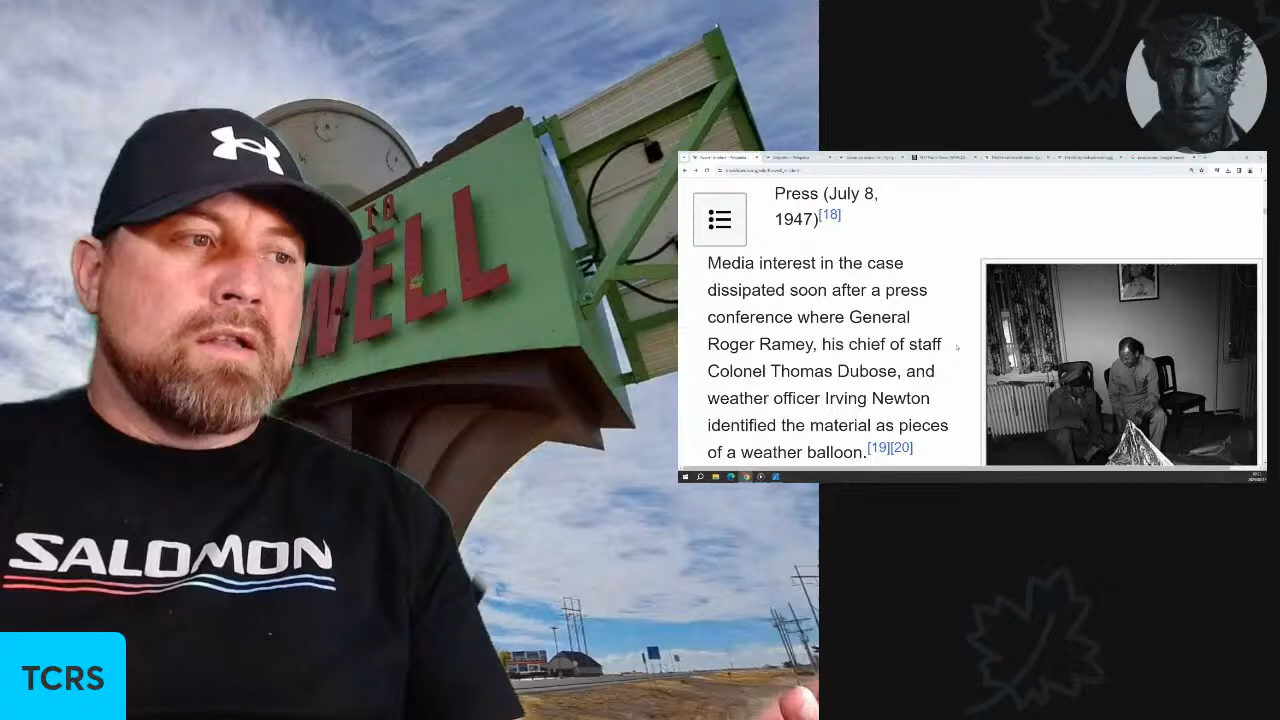 TO
WELL
SALOMON
TCRS
Press (July 8,
1947)[18]
Media interest in the case
dissipated soon after a press
conference where General
Roger Ramey, his chief of staff
Colonel Thomas Dubose, and
weather officer Irving Newton
identified the material as pieces
of a weather balloon.[19][20]